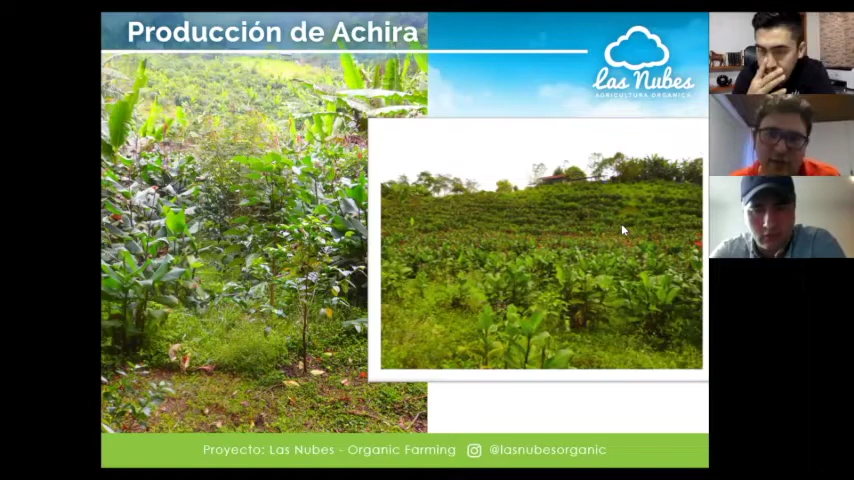 Producción de Achira
Las Nubes
AGRICULTURA ORGANICA
Proyecto: Las Nubes - Organic Farming @lasnubesorganic